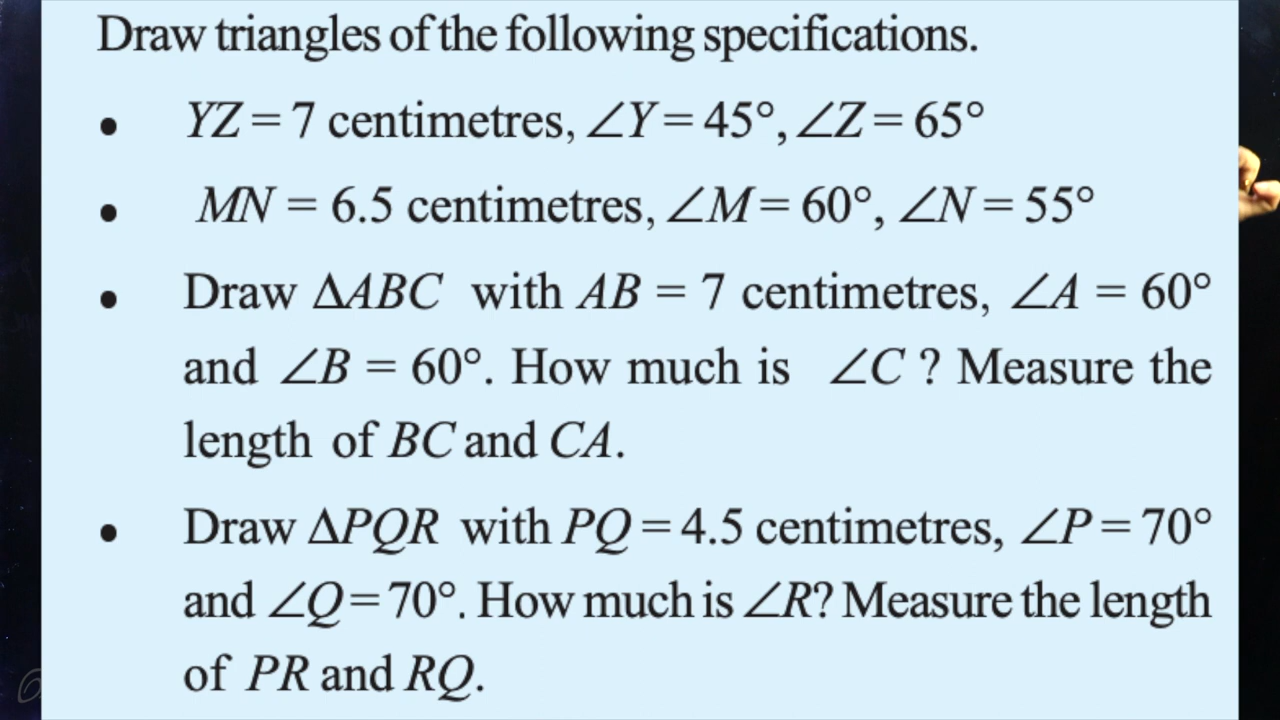 Draw triangles of the following specifications.
• YZ = 7 centimetres, ∠Y = 45°, ∠Z = 65°
• MN = 6.5 centimetres, ∠M = 60°, ∠N = 55°
• Draw ΔABC with AB = 7 centimetres, ∠A = 60°
and ∠B = 60°. How much is ∠C ? Measure the
length of BC and CA.
• Draw ΔPQR with PQ = 4.5 centimetres, ∠P = 70°
and ∠Q = 70°. How much is ∠R? Measure the length
of PR and RQ.